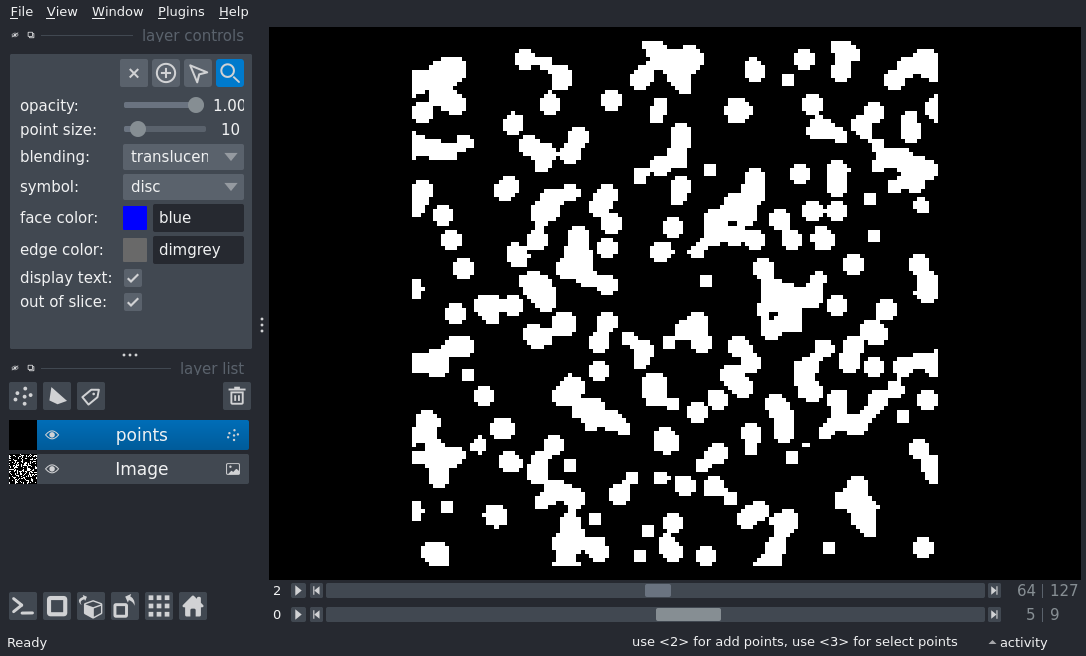 File View Window Plugins Help
layer controls
opacity: 1.00
point size: 10
blending: translucen
symbol: disc
face color: blue
edge color: dimgrey
display text:
out of slice:
layer list
points
Image
2 64 127
0 5 9
Ready use <2> for add points, use <3> for select points activity